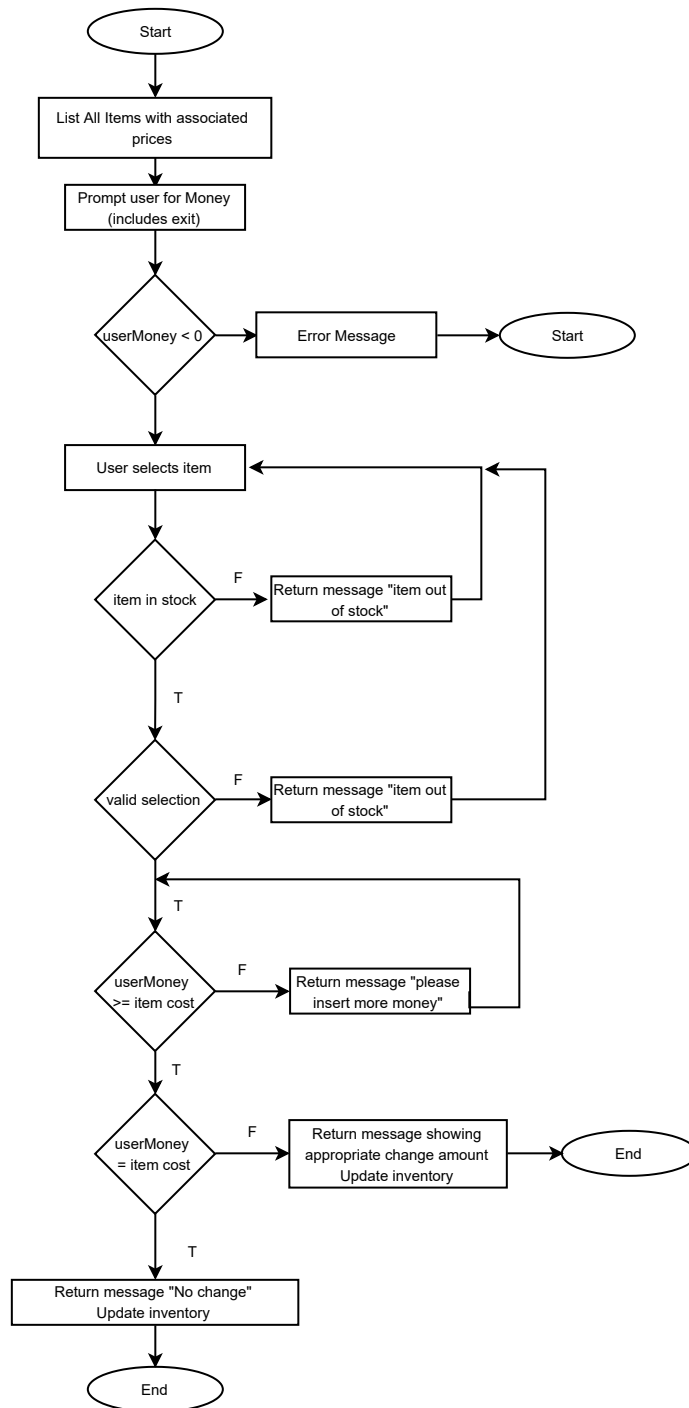 Start
List All Items with associated
prices
Prompt user for Money
(includes exit)
userMoney < 0
Error Message
Start
User selects item
item in stock
F
Return message "item out
of stock"
T
valid selection
F
Return message "item out
of stock"
T
userMoney
>= item cost
F
Return message "please
insert more money"
T
userMoney
= item cost
F
Return message showing
appropriate change amount
Update inventory
End
T
Return message "No change"
Update inventory
End